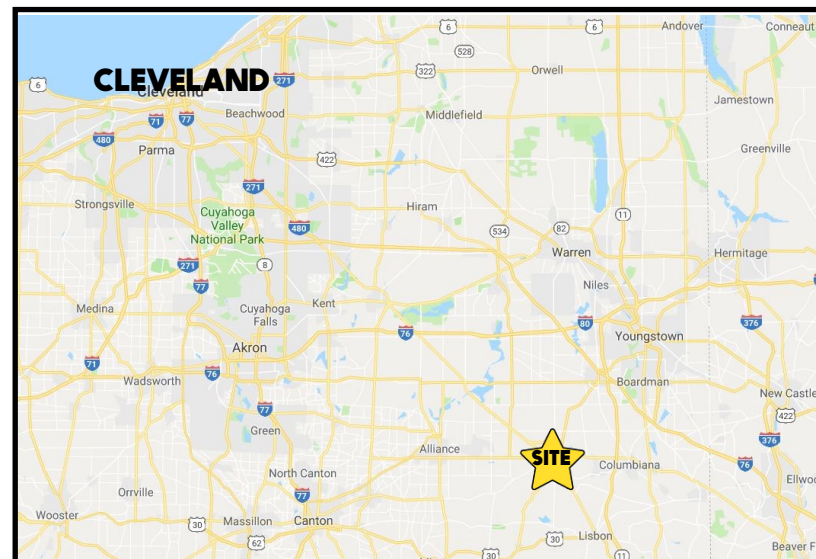 6
6
Andover
Conneaut
528
322
Orwell
CLEVELAND
Cleveland
271
6
71
77
Beachwood
Middlefield
Jamestown
480
Parma
422
Greenville
271
Strongsville
Cuyahoga
Valley
National Park
Hiram
11
480
534
82
Warren
Hermitage
271
8
77
Niles
Medina
Cuyahoga
Falls
Kent
76
80
376
Youngstown
Akron
71
76
Wadsworth
Boardman
77
New Castle
422
Green
376
Alliance
SITE
Columbiana
76
North Canton
77
Ellwo
Orrville
Wooster
30
Massillon
Canton
62
30
30
Lisbon
11
Beaver F